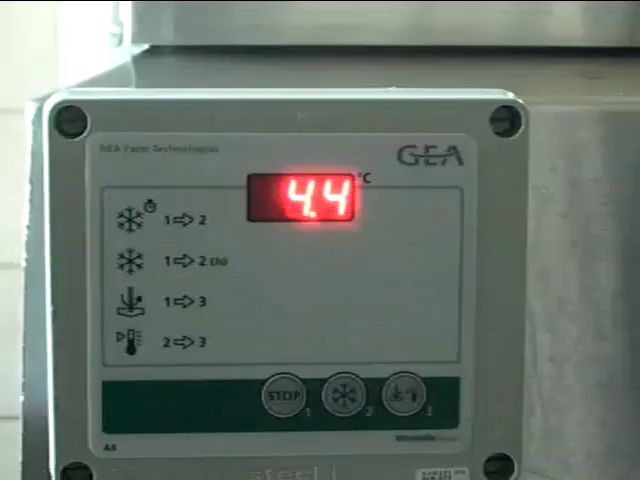 GEA Farm Technologies
GEA
4.4 °C
1⇨2
1⇨2
1⇨3
2⇨3
STOP 1
2
3